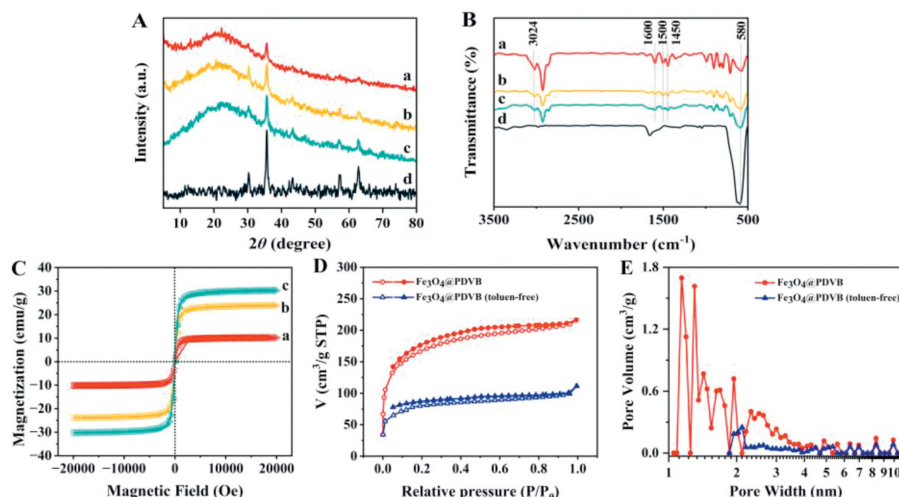 A
Intensity (a.u.)
a
b
c
d
10 20 30 40 50 60 70 80
2θ (degree)
B
Transmittance (%)
3024
1600
1500
1450
580
a
b
c
d
3500 2500 1500 500
Wavenumber (cm⁻¹)
C
Magnetization (emu/g)
40
30
20
10
0
−10
−20
−30
−40
c
b
a
−20000 −10000 0 10000 20000
Magnetic Field (Oe)
D
V (cm³/g STP)
300
250
200
150
100
50
0
Fe₃O₄@PDVB
Fe₃O₄@PDVB (toluen-free)
0.0 0.2 0.4 0.6 0.8 1.0
Relative pressure (P/P₀)
E
Pore Volume (cm³/g)
1.8
1.2
0.6
0.0
Fe₃O₄@PDVB
Fe₃O₄@PDVB (toluen-free)
1 2 3 4 5 6 7 8 9 10
Pore Width (nm)